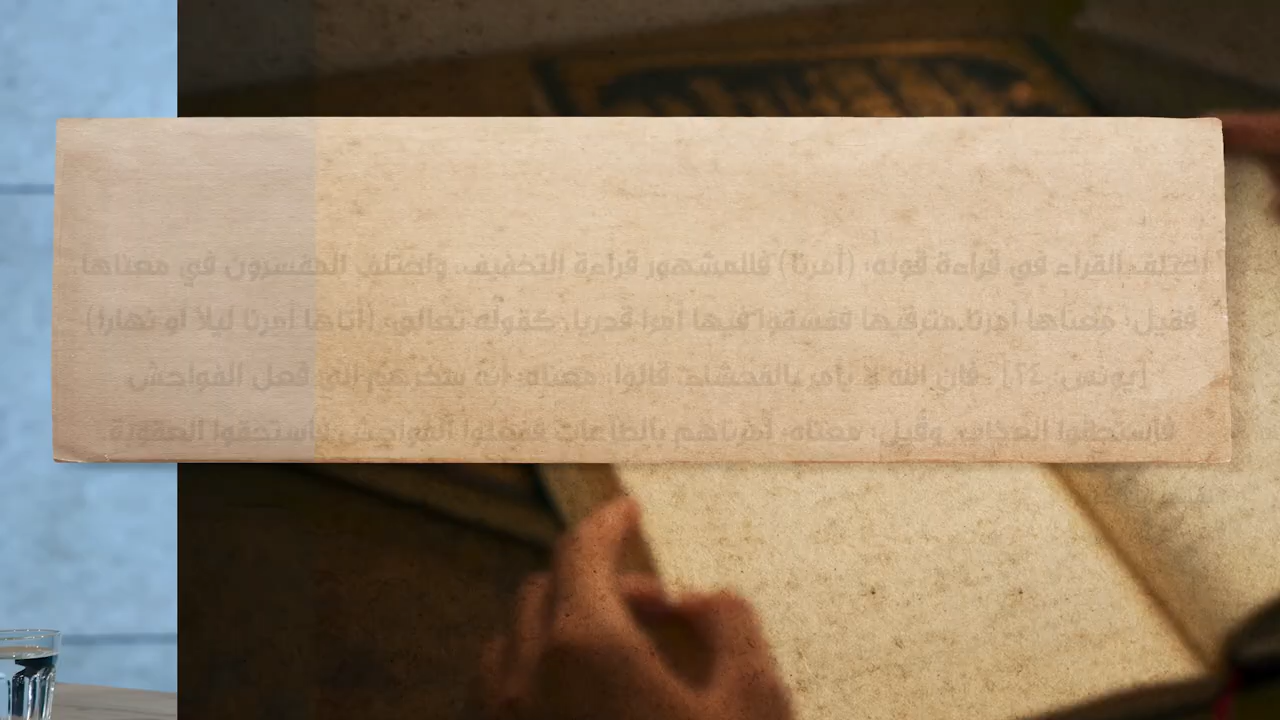 اختلف القراء في قراءة قوله: (أمرنا) فالمشهور قراءة التخفيف، واختلف المفسرون في معناها،
فقيل: معناها أمرنا مترفيها ففسقوا فيها أمرا قدريا، كقوله تعالى: (أتاها أمرنا ليلا أو نهارا)
[يونس: ٢٤]، فإن الله لا يأمر بالفحشاء، قالوا: معناه: أنه سخرهم إلى فعل الفواحش
فاستحقوا العذاب، وقيل: معناه: أمرناهم بالطاعات ففعلوا الفواحش فاستحقوا العقوبة.